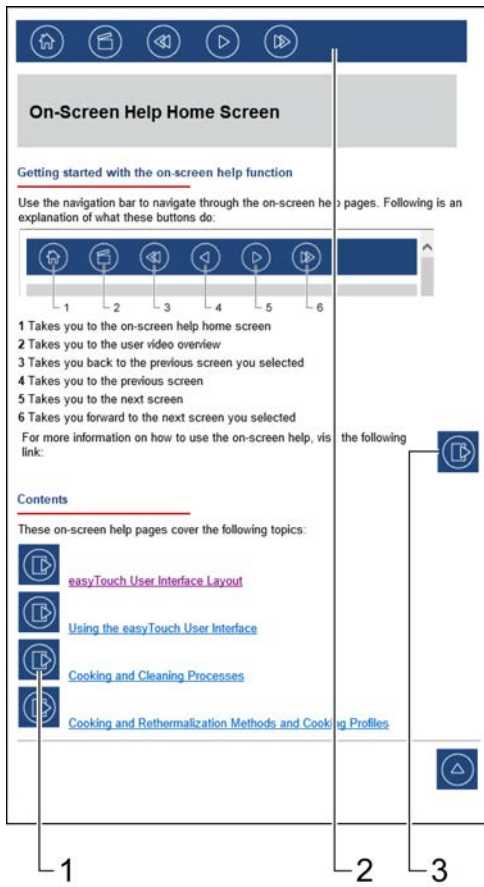 On-Screen Help Home Screen
Getting started with the on-screen help function
Use the navigation bar to navigate through the on-screen help pages. Following is an
explanation of what these buttons do:
1 2 3 4 5 6
1 Takes you to the on-screen help home screen
2 Takes you to the user video overview
3 Takes you back to the previous screen you selected
4 Takes you to the previous screen
5 Takes you to the next screen
6 Takes you forward to the next screen you selected
For more information on how to use the on-screen help, visit the following
link:
Contents
These on-screen help pages cover the following topics:
easyTouch User Interface Layout
Using the easyTouch User Interface
Cooking and Cleaning Processes
Cooking and Rethermalization Methods and Cooking Profiles
1 2 3